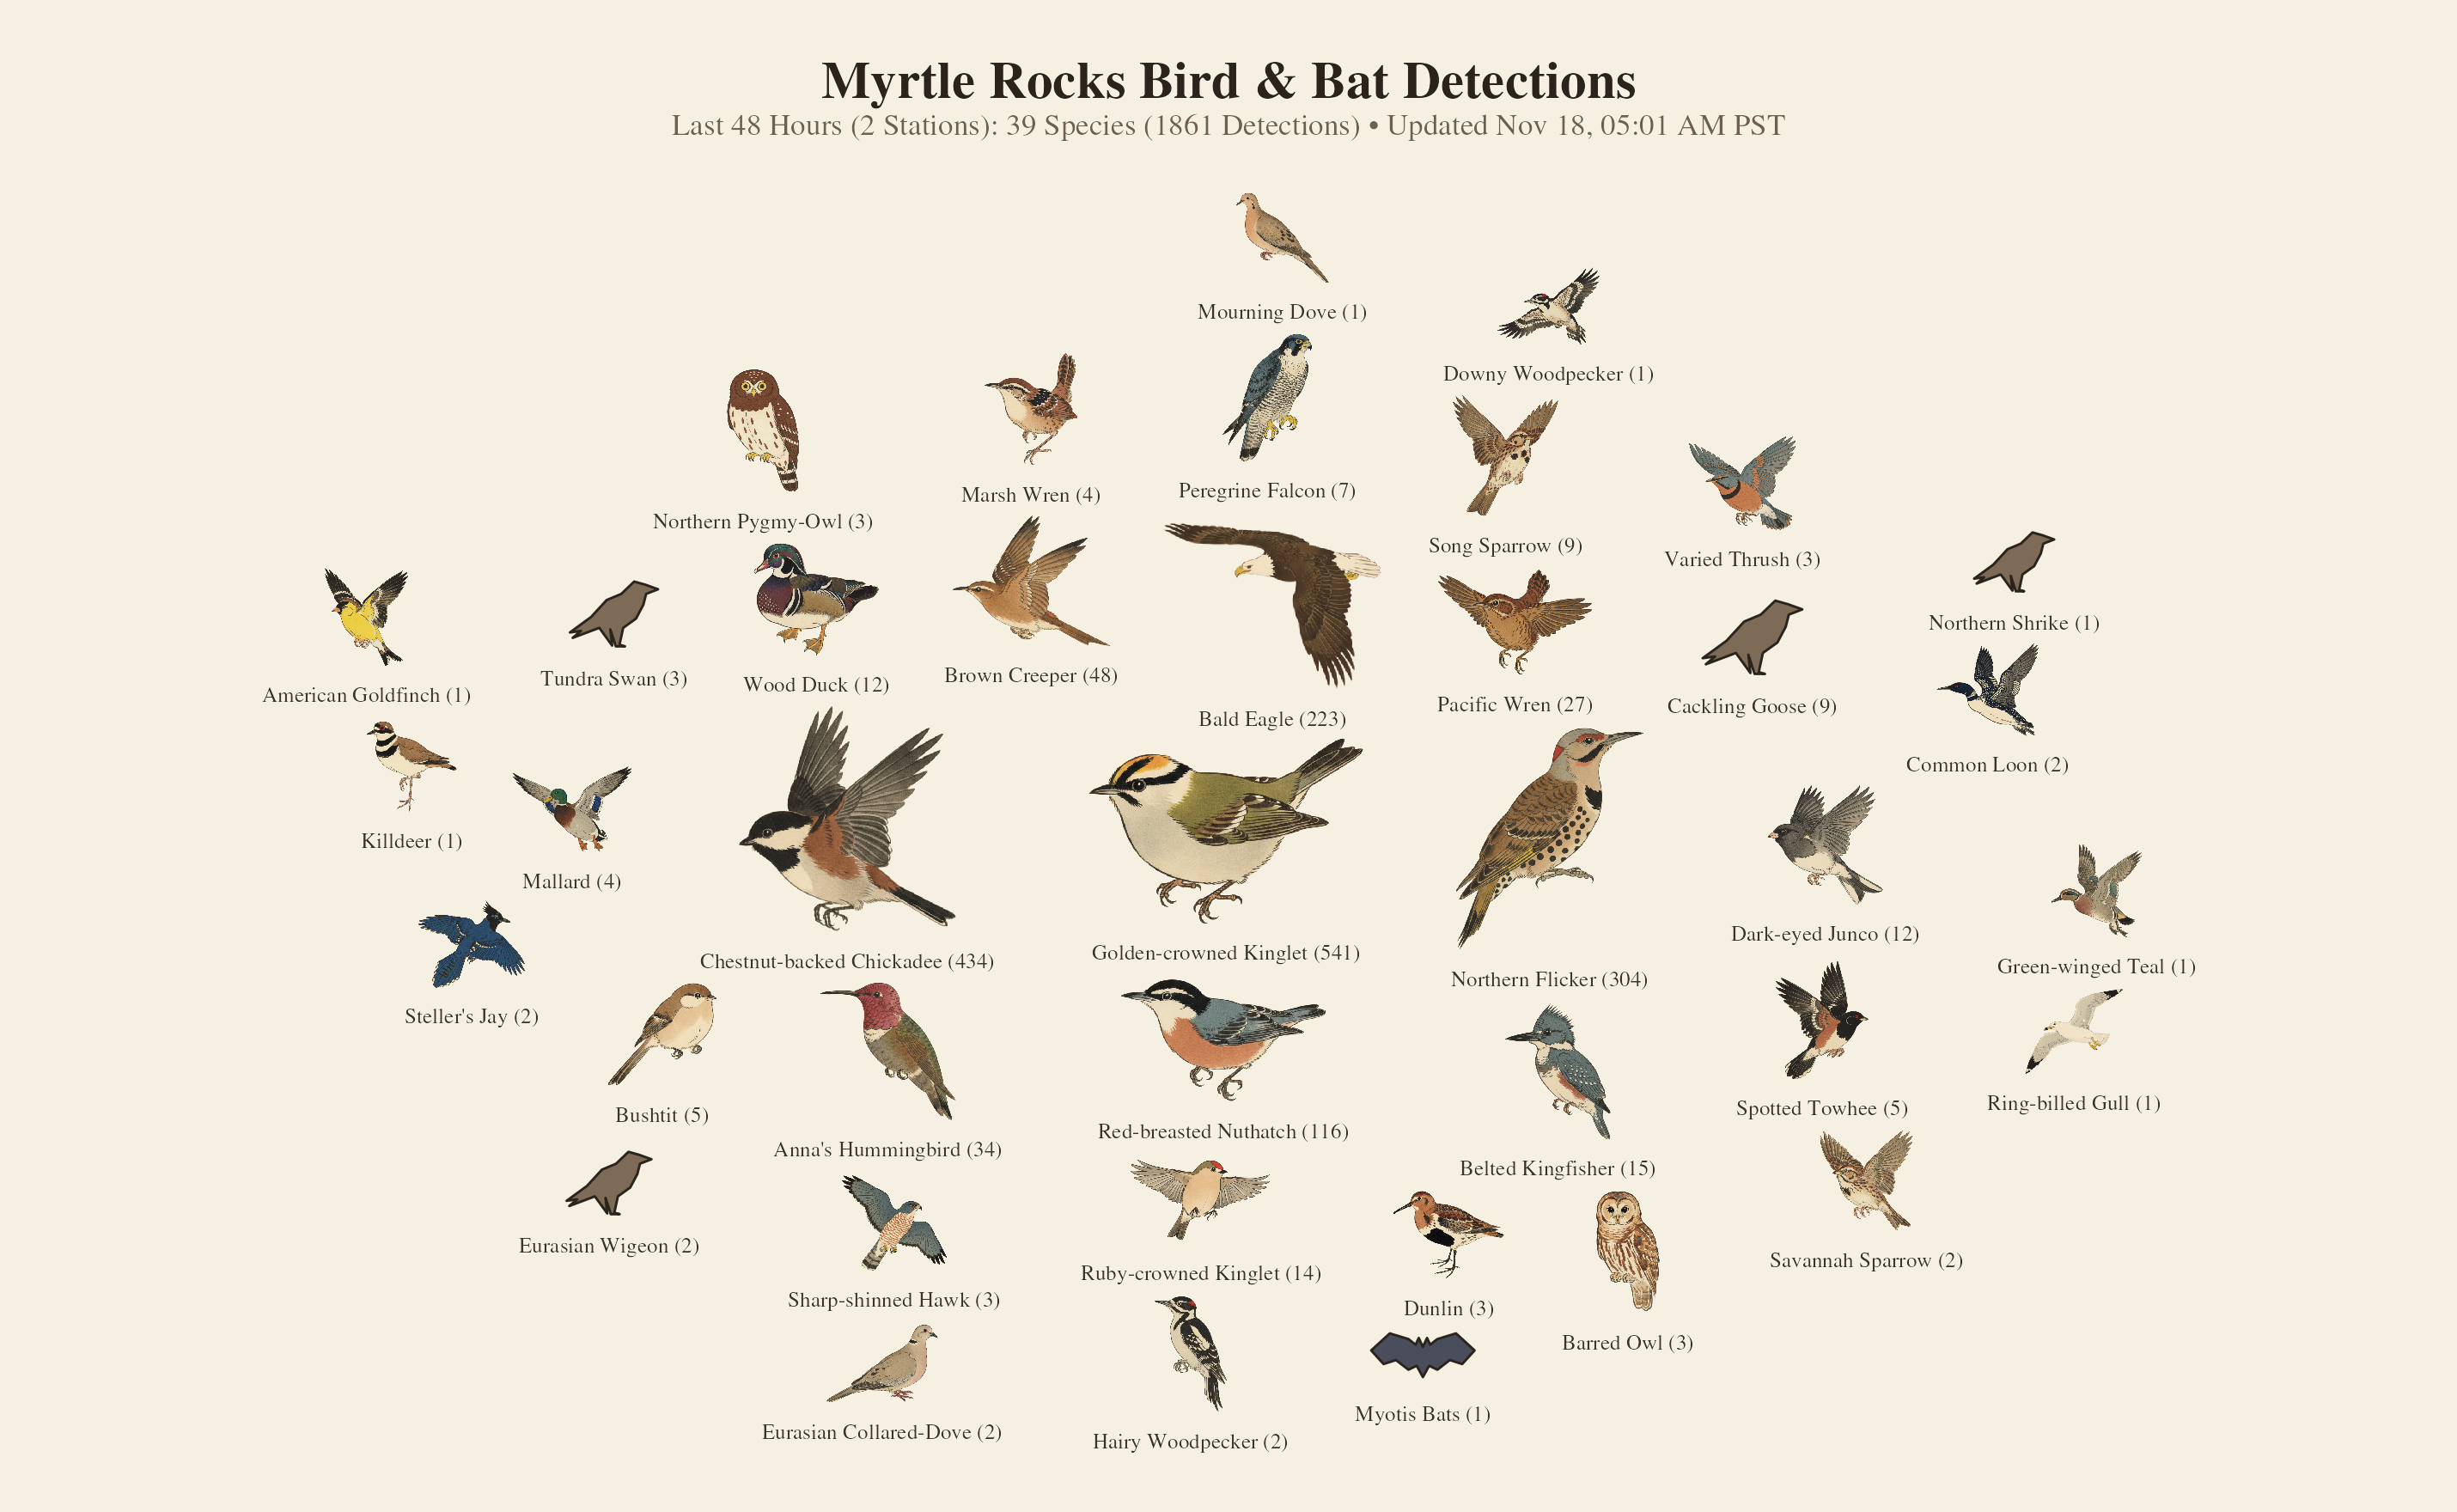 Myrtle Rocks Bird & Bat Detections
Last 48 Hours (2 Stations): 39 Species (1861 Detections) • Updated Nov 18, 05:01 AM PST
Mourning Dove (1)
Downy Woodpecker (1)
Peregrine Falcon (7)
Marsh Wren (4)
Northern Pygmy-Owl (3)
Song Sparrow (9)
Varied Thrush (3)
Northern Shrike (1)
Brown Creeper (48)
Tundra Swan (3)
Wood Duck (12)
American Goldfinch (1)
Pacific Wren (27)
Cackling Goose (9)
Bald Eagle (223)
Common Loon (2)
Killdeer (1)
Mallard (4)
Dark-eyed Junco (12)
Golden-crowned Kinglet (541)
Chestnut-backed Chickadee (434)
Green-winged Teal (1)
Northern Flicker (304)
Steller's Jay (2)
Ring-billed Gull (1)
Spotted Towhee (5)
Bushtit (5)
Red-breasted Nuthatch (116)
Anna's Hummingbird (34)
Belted Kingfisher (15)
Eurasian Wigeon (2)
Savannah Sparrow (2)
Ruby-crowned Kinglet (14)
Sharp-shinned Hawk (3)
Dunlin (3)
Barred Owl (3)
Myotis Bats (1)
Eurasian Collared-Dove (2)
Hairy Woodpecker (2)